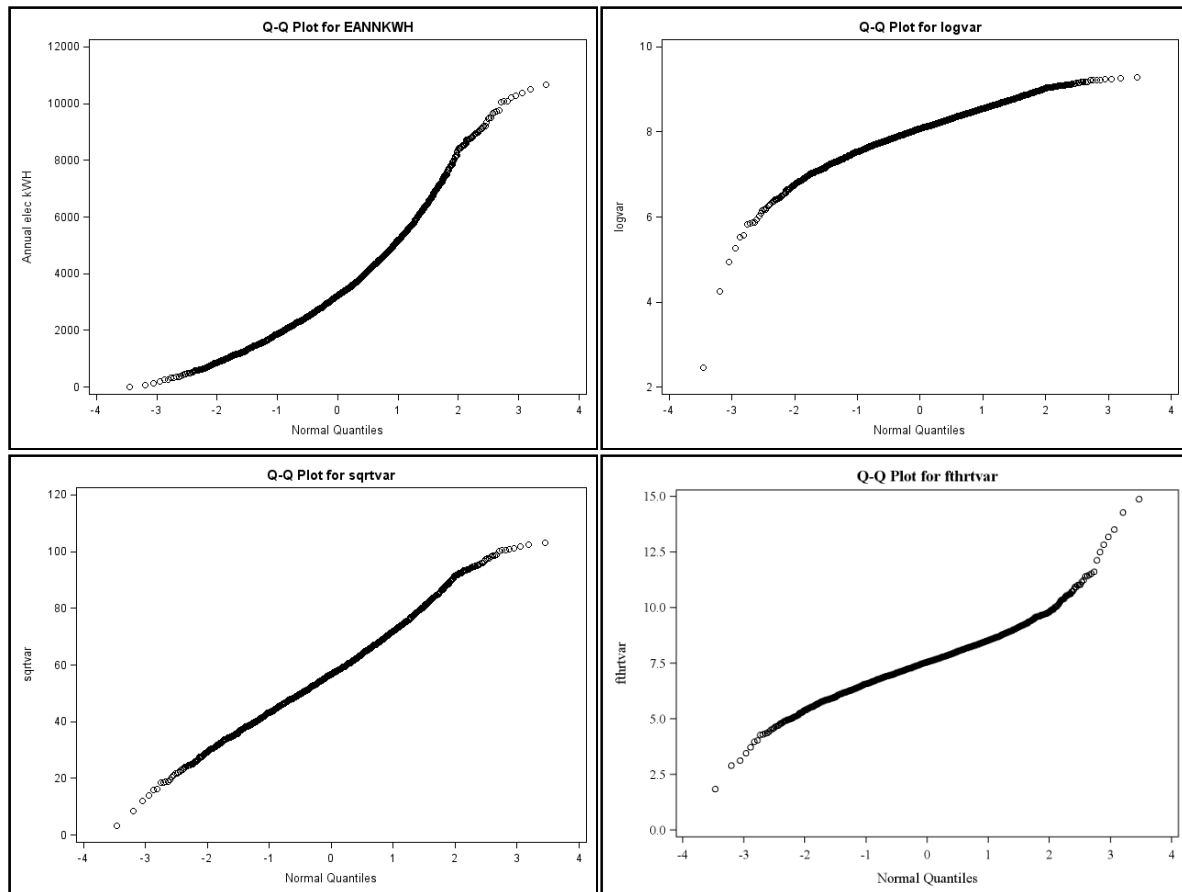 Q-Q Plot for EANNKWH
12000
10000
8000
6000
4000
2000
0
Annual elec kWH
-4 -3 -2 -1 0 1 2 3 4
Normal Quantiles
Q-Q Plot for logvar
10
8
6
4
2
logvar
-4 -3 -2 -1 0 1 2 3 4
Normal Quantiles
Q-Q Plot for sqrtvar
120
100
80
60
40
20
0
sqrtvar
-4 -3 -2 -1 0 1 2 3 4
Normal Quantiles
Q-Q Plot for fthrtvar
15.0
12.5
10.0
7.5
5.0
2.5
0.0
fthrtvar
-4 -3 -2 -1 0 1 2 3 4
Normal Quantiles